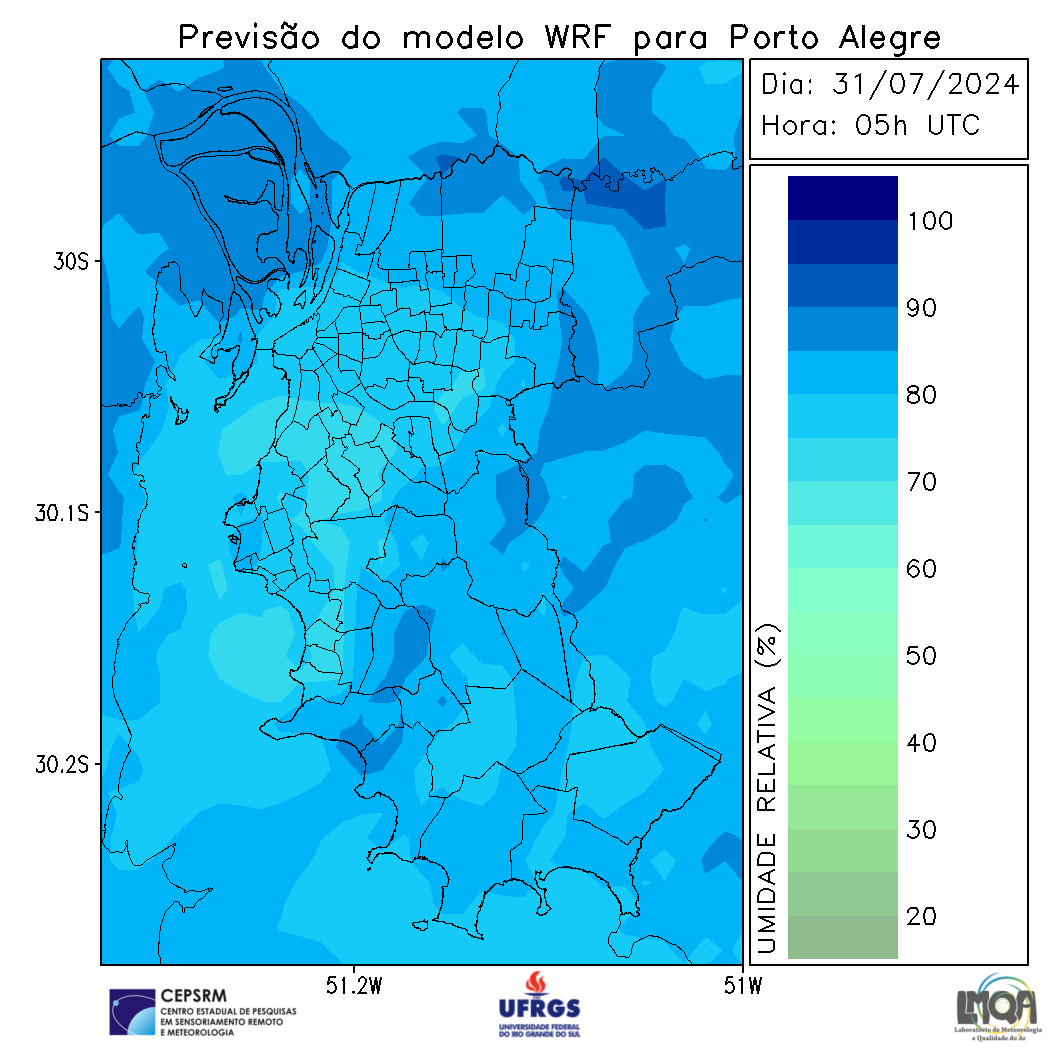 Previsão do modelo WRF para Porto Alegre
Dia: 31/07/2024
Hora: 05h UTC
100
90
80
70
60
50
40
30
20
UMIDADE RELATIVA (%)
30S
30.1S
30.2S
51.2W
51W
CEPSRM
CENTRO ESTADUAL DE PESQUISAS
EM SENSORIAMENTO REMOTO
E METEOROLOGIA
UFRGS
UNIVERSIDADE FEDERAL
DO RIO GRANDE DO SUL
LMQA
Laboratório de Meteorologia
e Qualidade do Ar